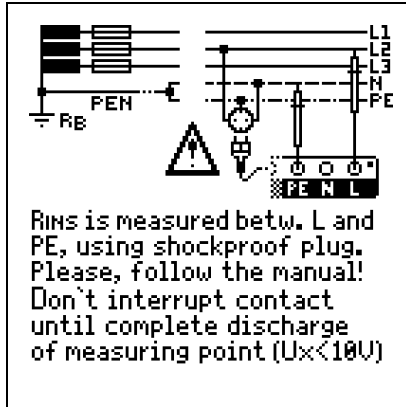 L1
L2
L3
N
PE
PEN
RB
PE N L
RINS is measured betw. L and
PE, using shockproof plug.
Please, follow the manual!
Don`t interrupt contact
until complete discharge
of measuring point (Ux<10V)